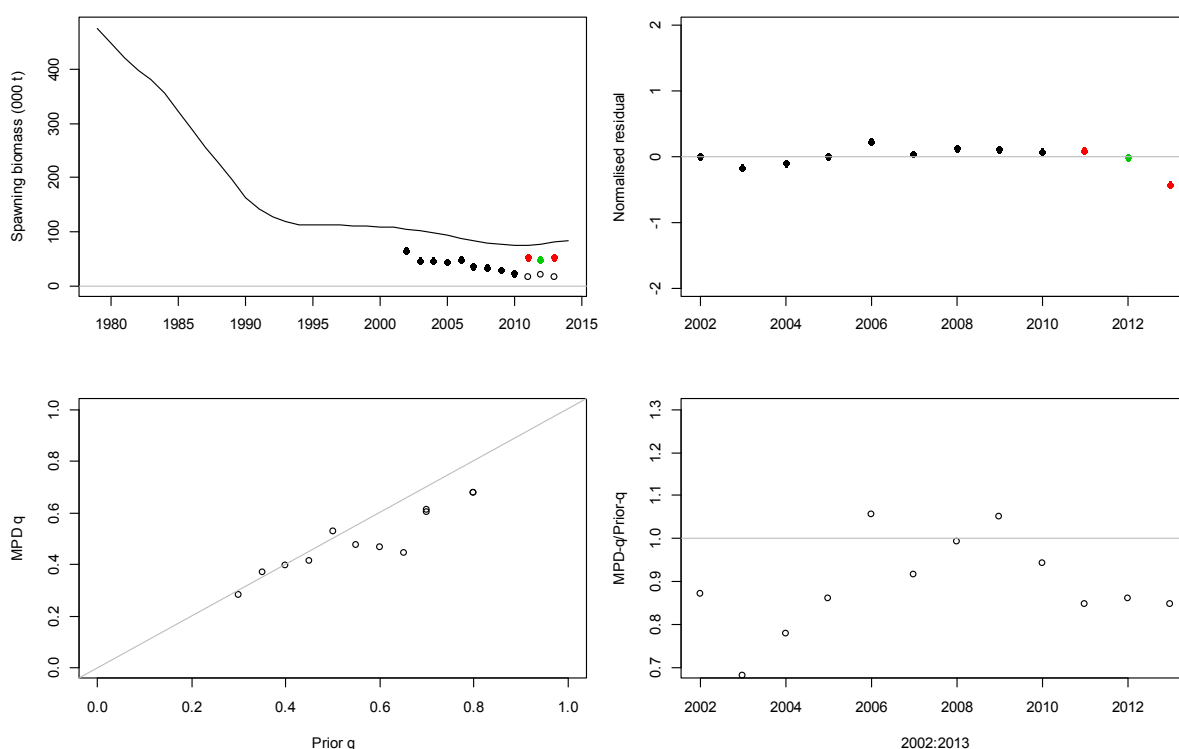 Spawning biomass (000 t)
400
300
200
100
0
1980 1985 1990 1995 2000 2005 2010 2015
Normalised residual
2
1
0
-1
-2
2002 2004 2006 2008 2010 2012
MPD q
1.0
0.8
0.6
0.4
0.2
0.0
0.0 0.2 0.4 0.6 0.8 1.0
Prior q
MPD-q/Prior-q
1.3
1.2
1.1
1.0
0.9
0.8
0.7
2002 2004 2006 2008 2010 2012
2002:2013